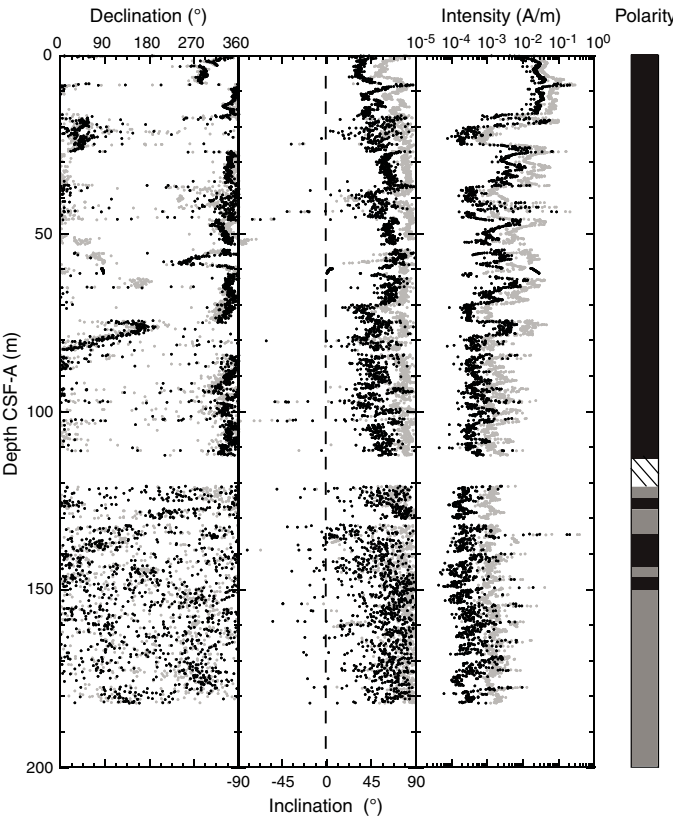 Declination (°) Intensity (A/m) Polarity
0 90 180 270 360 10-5 10-4 10-3 10-2 10-1 100
0
50
100
150
200
Depth CSF-A (m)
-90 -45 0 45 90
Inclination (°)